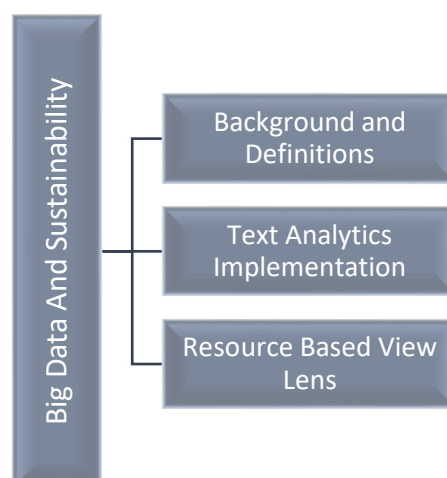 Big Data And Sustainability
Background and
Definitions
Text Analytics
Implementation
Resource Based View
Lens